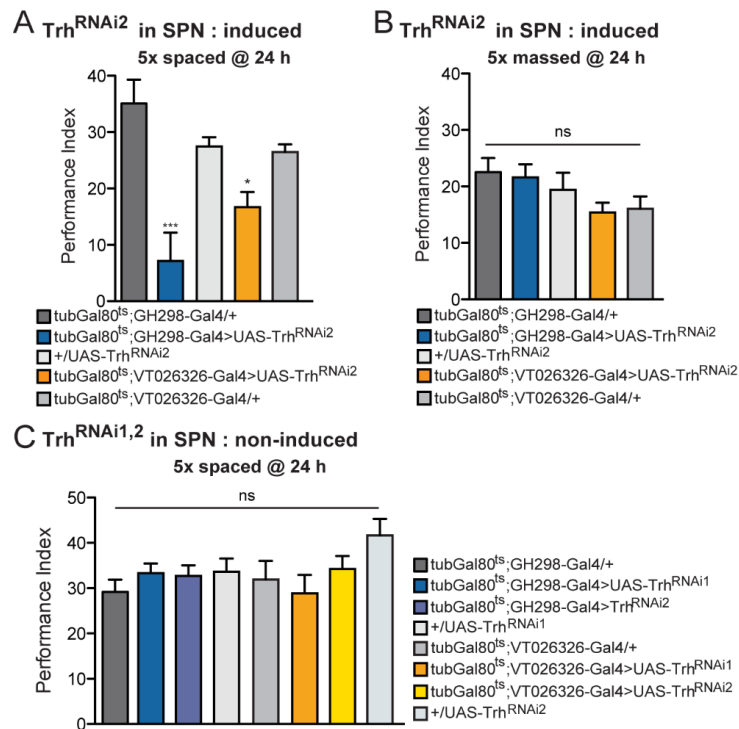 A Trh^RNAi2 in SPN : induced
5x spaced @ 24 h
Performance Index
40
30
20
10
0
***
*
tubGal80^ts;GH298-Gal4/+
tubGal80^ts;GH298-Gal4>UAS-Trh^RNAi2
+/UAS-Trh^RNAi2
tubGal80^ts;VT026326-Gal4>UAS-Trh^RNAi2
tubGal80^ts;VT026326-Gal4/+
B Trh^RNAi2 in SPN : induced
5x massed @ 24 h
Performance Index
40
30
20
10
0
ns
tubGal80^ts;GH298-Gal4/+
tubGal80^ts;GH298-Gal4>UAS-Trh^RNAi2
+/UAS-Trh^RNAi2
tubGal80^ts;VT026326-Gal4>UAS-Trh^RNAi2
tubGal80^ts;VT026326-Gal4/+
C Trh^RNAi1,2 in SPN : non-induced
5x spaced @ 24 h
Performance Index
50
40
30
20
10
0
ns
tubGal80^ts;GH298-Gal4/+
tubGal80^ts;GH298-Gal4>UAS-Trh^RNAi1
tubGal80^ts;GH298-Gal4>Trh^RNAi2
+/UAS-Trh^RNAi1
tubGal80^ts;VT026326-Gal4/+
tubGal80^ts;VT026326-Gal4>UAS-Trh^RNAi1
tubGal80^ts;VT026326-Gal4>UAS-Trh^RNAi2
+/UAS-Trh^RNAi2